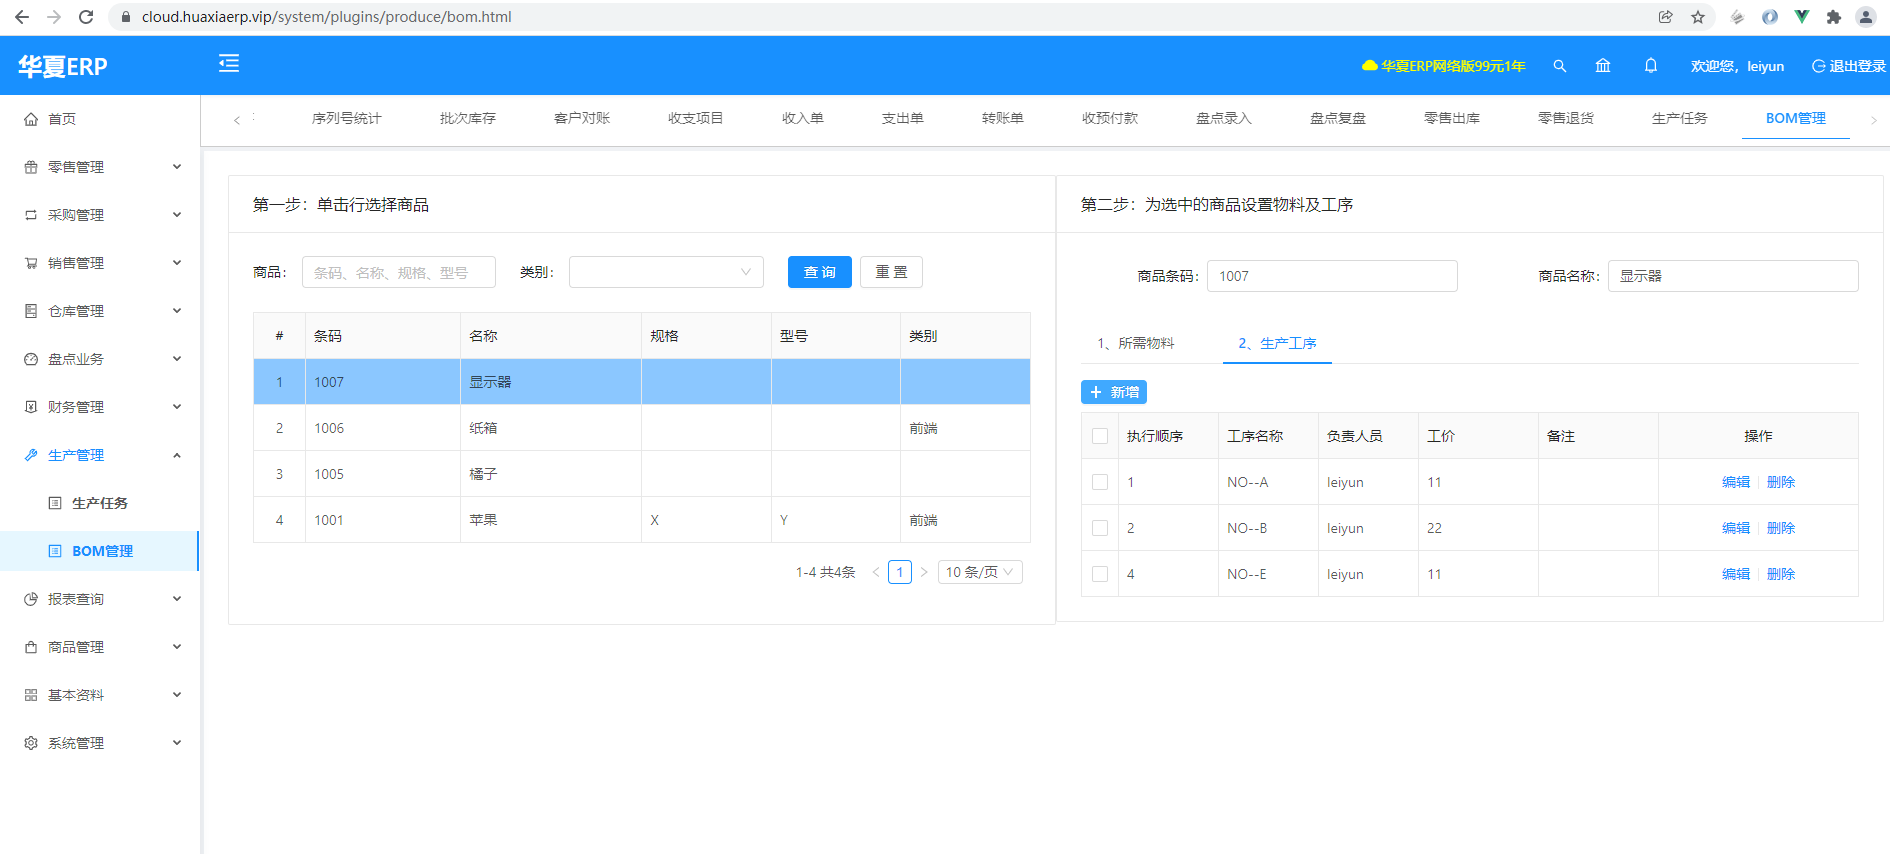 cloud.huaxiaerp.vip/system/plugins/produce/bom.html
华夏ERP
华夏ERP网络版99元1年
欢迎您，leiyun
退出登录
首页
零售管理
采购管理
销售管理
仓库管理
盘点业务
财务管理
生产管理
生产任务
BOM管理
报表查询
商品管理
基本资料
系统管理
序列号统计 批次库存 客户对账 收支项目 收入单 支出单 转账单 收预付款 盘点录入 盘点复盘 零售出库 零售退货 生产任务 BOM管理
第一步：单击行选择商品
商品： 条码、名称、规格、型号 类别： 查询 重置
# 条码 名称 规格 型号 类别
1 1007 显示器
2 1006 纸箱 前端
3 1005 橘子
4 1001 苹果 X Y 前端
1-4 共4条 < 1 > 10 条/页
第二步：为选中的商品设置物料及工序
商品条码： 1007 商品名称： 显示器
1、所需物料 2、生产工序
+ 新增
执行顺序 工序名称 负责人员 工价 备注 操作
1 NO--A leiyun 11 编辑 删除
2 NO--B leiyun 22 编辑 删除
4 NO--E leiyun 11 编辑 删除